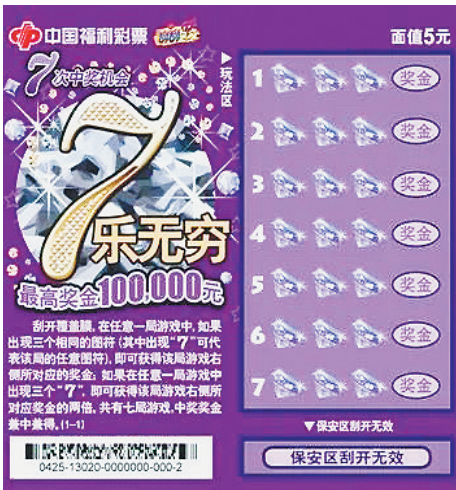 中国福利彩票
面值5元
7次中奖机会
▶玩法区
7
乐无穷
最高奖金100,000元
刮开覆盖膜,在任意一局游戏中,如果
出现三个相同的图符(其中出现“7”可代
表该局的任意图符),即可获得该局游戏右
侧所对应的奖金;如果在任意一局游戏中
出现三个“7”,即可获得该局游戏右侧所
对应奖金的两倍。共有七局游戏,中奖奖金
兼中兼得。(1-1)
0425-13020-0000000-000-2
1 奖金
2 奖金
3 奖金
4 奖金
5 奖金
6 奖金
7 奖金
▼保安区刮开无效
保安区刮开无效